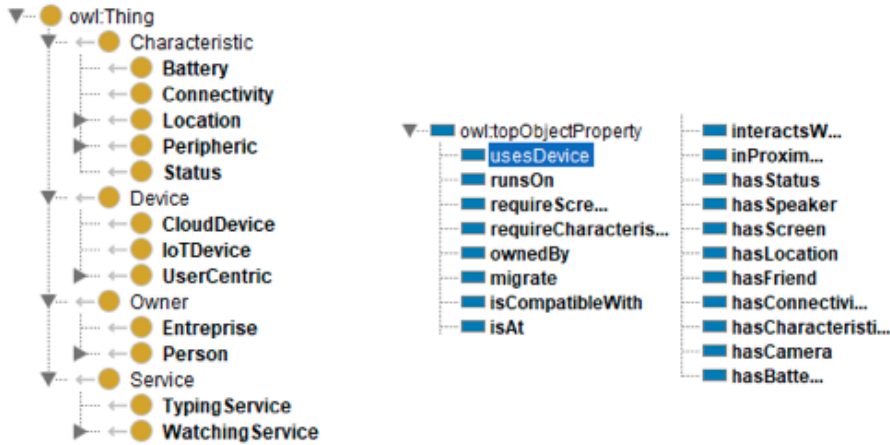 owl:Thing
Characteristic
Battery
Connectivity
Location
Peripheric
Status
Device
CloudDevice
IoTDevice
UserCentric
Owner
Entreprise
Person
Service
TypingService
WatchingService
owl:topObjectProperty
usesDevice
runsOn
requireScre...
requireCharacteris...
ownedBy
migrate
isCompatibleWith
isAt
interactsW...
inProxim...
hasStatus
hasSpeaker
hasScreen
hasLocation
hasFriend
hasConnectivi...
hasCharacteristi...
hasCamera
hasBatte...